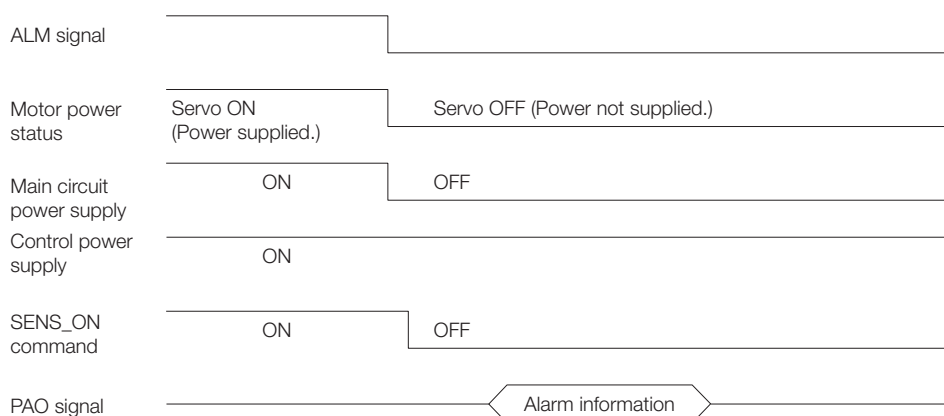 ALM signal
Motor power
status
Servo ON
(Power supplied.)
Servo OFF (Power not supplied.)
Main circuit
power supply
ON
OFF
Control power
supply
ON
SENS_ON
command
ON
OFF
PAO signal
Alarm information